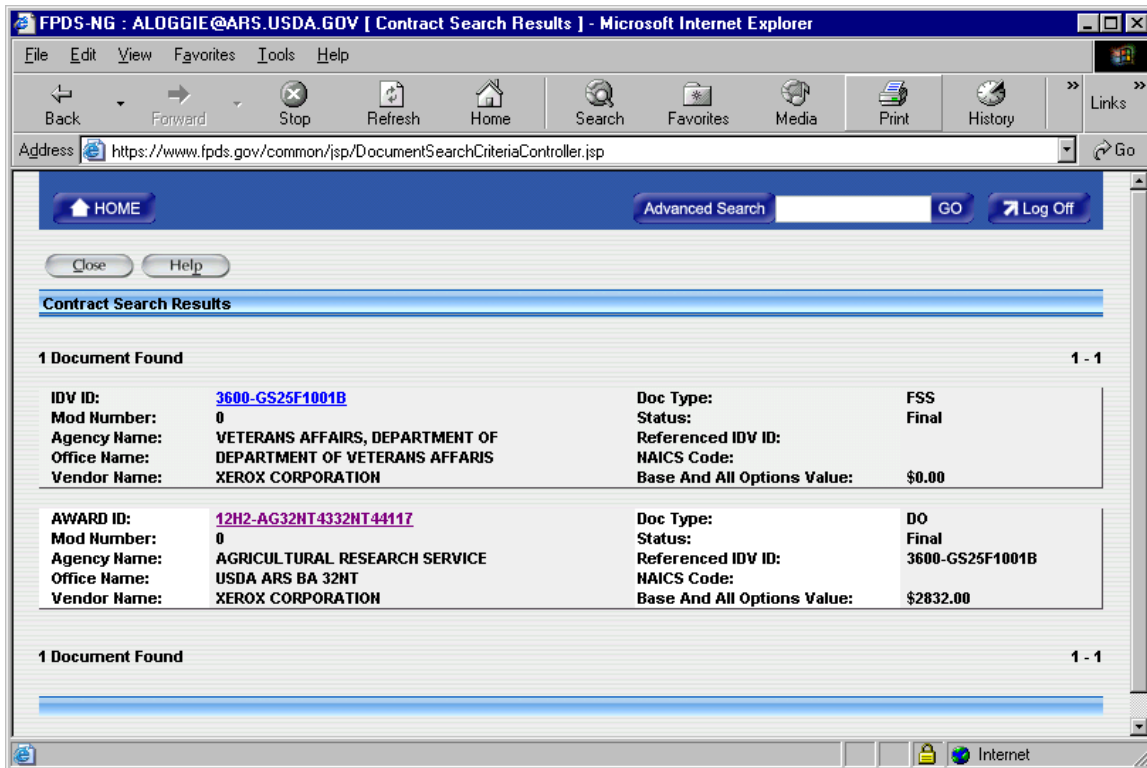 FPDS-NG : ALOGGIE@ARS.USDA.GOV [ Contract Search Results ] - Microsoft Internet Explorer
File Edit View Favorites Tools Help
Back Forward Stop Refresh Home Search Favorites Media Print History » Links »
Address https://www.fpds.gov/common/jsp/DocumentSearchCriteriaController.jsp Go
HOME Advanced Search GO Log Off
Close Help
Contract Search Results
1 Document Found 1 - 1
IDV ID: 3600-GS25F1001B Doc Type: FSS
Mod Number: 0 Status: Final
Agency Name: VETERANS AFFAIRS, DEPARTMENT OF Referenced IDV ID:
Office Name: DEPARTMENT OF VETERANS AFFARIS NAICS Code:
Vendor Name: XEROX CORPORATION Base And All Options Value: $0.00
AWARD ID: 12H2-AG32NT4332NT44117 Doc Type: DO
Mod Number: 0 Status: Final
Agency Name: AGRICULTURAL RESEARCH SERVICE Referenced IDV ID: 3600-GS25F1001B
Office Name: USDA ARS BA 32NT NAICS Code:
Vendor Name: XEROX CORPORATION Base And All Options Value: $2832.00
1 Document Found 1 - 1
Internet